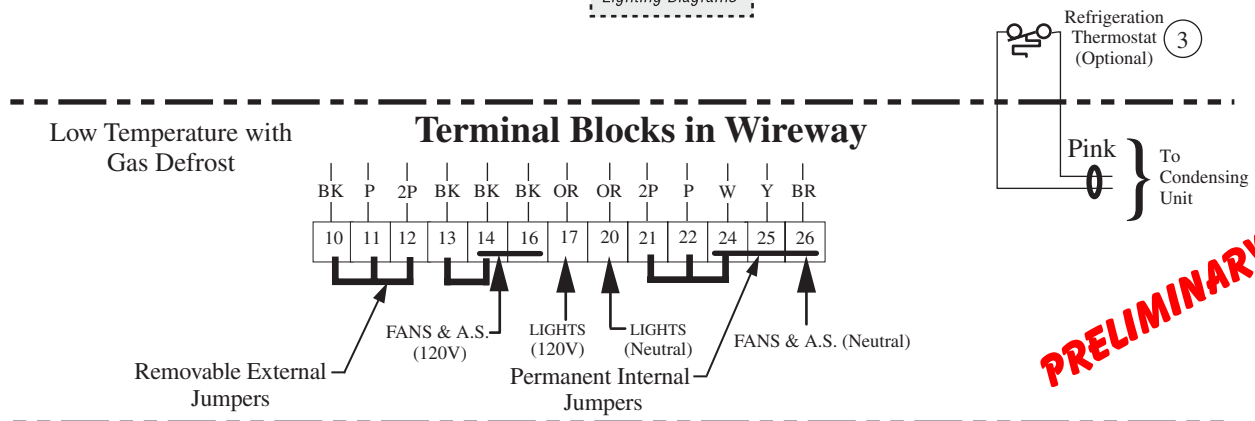 Lighting Diagrams
Refrigeration
Thermostat
(Optional)
3
Low Temperature with
Gas Defrost
Terminal Blocks in Wireway
Pink
To
Condensing
Unit
BK P 2P BK BK BK OR OR 2P P W Y BR
10 11 12 13 14 16 17 20 21 22 24 25 26
FANS & A.S.
(120V)
LIGHTS
(120V)
LIGHTS
(Neutral)
FANS & A.S. (Neutral)
Removable External
Jumpers
Permanent Internal
Jumpers
PRELIMINARY